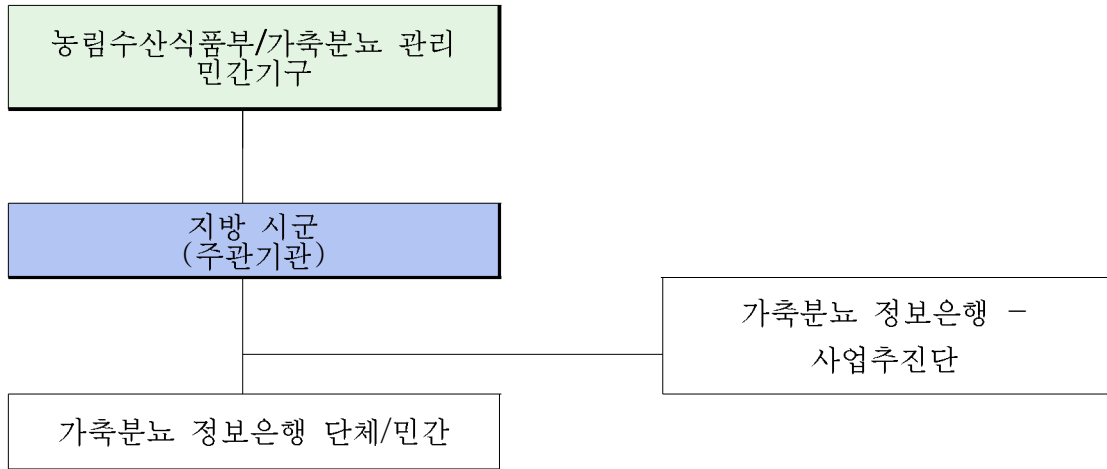 농림수산식품부/가축분뇨 관리
민간기구
지방 시군
(주관기관)
가축분뇨 정보은행 –
사업추진단
가축분뇨 정보은행 단체/민간